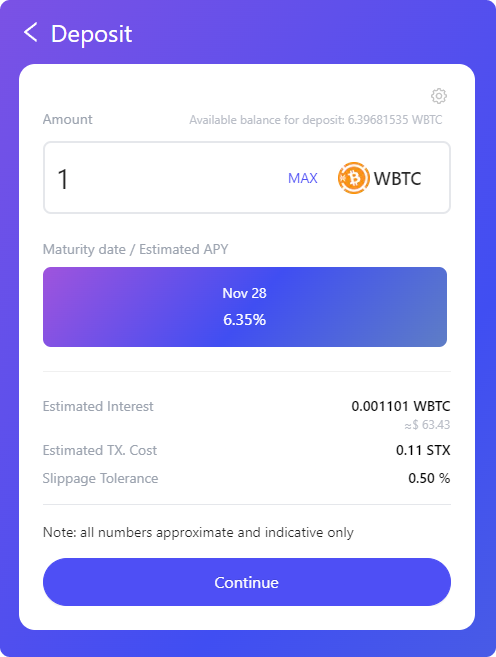 Deposit
Amount
Available balance for deposit: 6.39681535 WBTC
1 MAX WBTC
Maturity date / Estimated APY
Nov 28
6.35%
Estimated Interest 0.001101 WBTC
≈$ 63.43
Estimated TX. Cost 0.11 STX
Slippage Tolerance 0.50 %
Note: all numbers approximate and indicative only
Continue